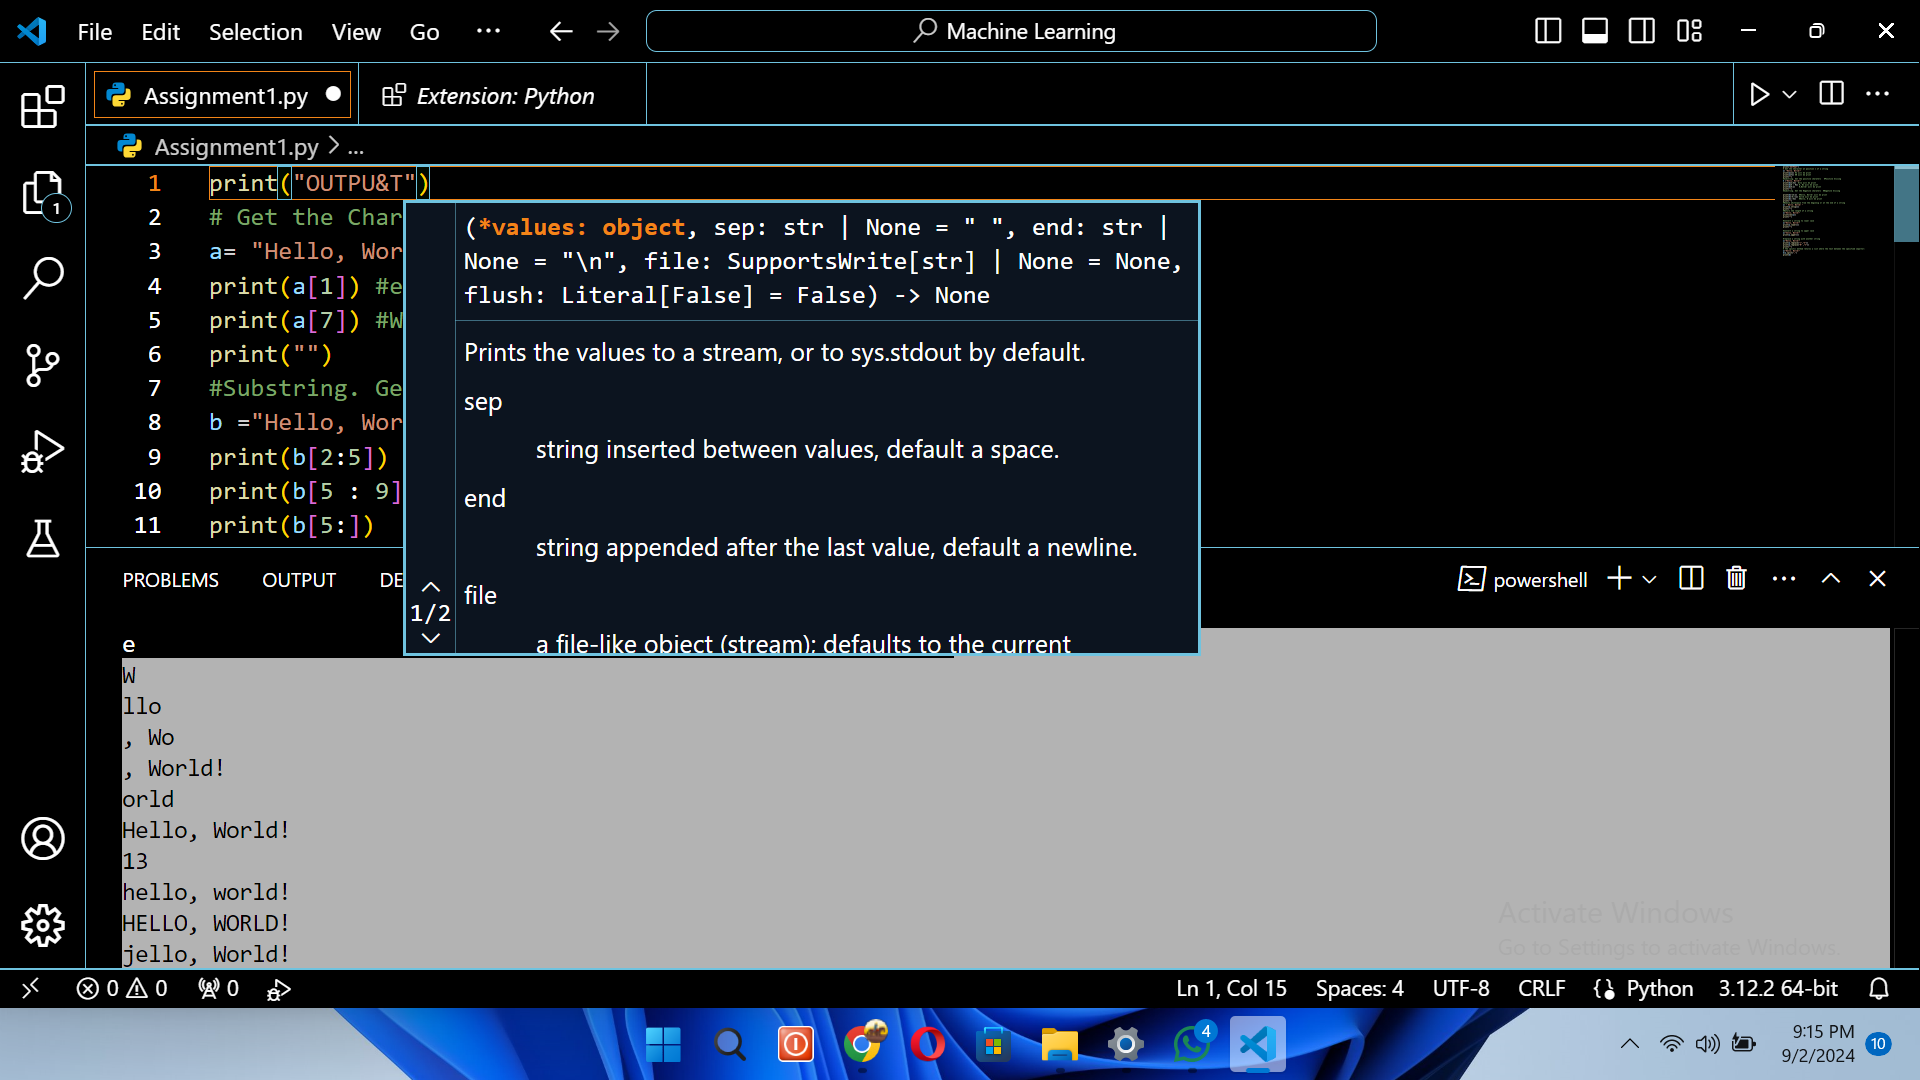 File Edit Selection View Go ··· Machine Learning
Assignment1.py Extension: Python
Assignment1.py > ...
1 print("OUTPU&T")
2 # Get the Char
3 a= "Hello, Wor
4 print(a[1]) #e
5 print(a[7]) #W
6 print("")
7 #Substring. Ge
8 b ="Hello, Wor
9 print(b[2:5])
10 print(b[5 : 9]
11 print(b[5:])
(*values: object, sep: str | None = " ", end: str |
None = "\n", file: SupportsWrite[str] | None = None,
flush: Literal[False] = False) -> None
Prints the values to a stream, or to sys.stdout by default.
sep
string inserted between values, default a space.
end
string appended after the last value, default a newline.
file
a file-like object (stream); defaults to the current
1/2
1
PROBLEMS OUTPUT DE
powershell
e
W
llo
, Wo
, World!
orld
Hello, World!
13
hello, world!
HELLO, WORLD!
jello, World!
Activate Windows
Go to Settings to activate Windows.
0 0 0 Ln 1, Col 15 Spaces: 4 UTF-8 CRLF Python 3.12.2 64-bit
4
9:15 PM
9/2/2024
10